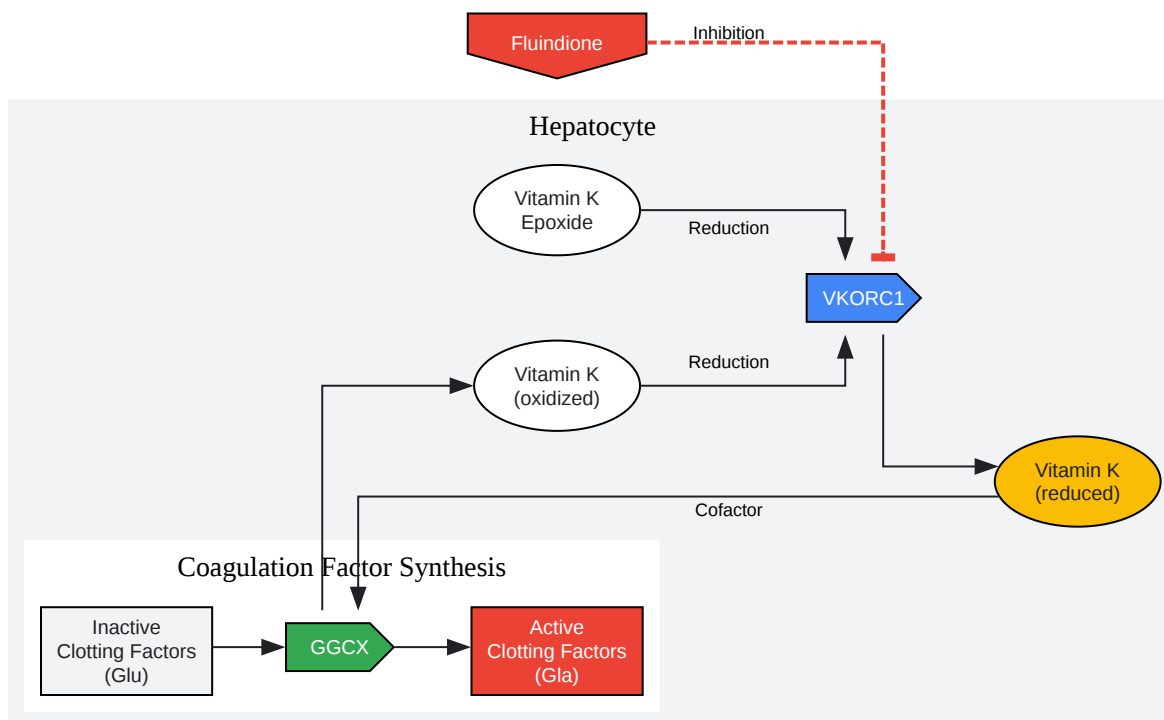 Fluindione
Inhibition
Hepatocyte
Vitamin K
Epoxide
Reduction
VKORC1
Reduction
Vitamin K
(oxidized)
Vitamin K
(reduced)
Cofactor
Coagulation Factor Synthesis
Inactive
Clotting Factors
(Glu)
GGCX
Active
Clotting Factors
(Gla)